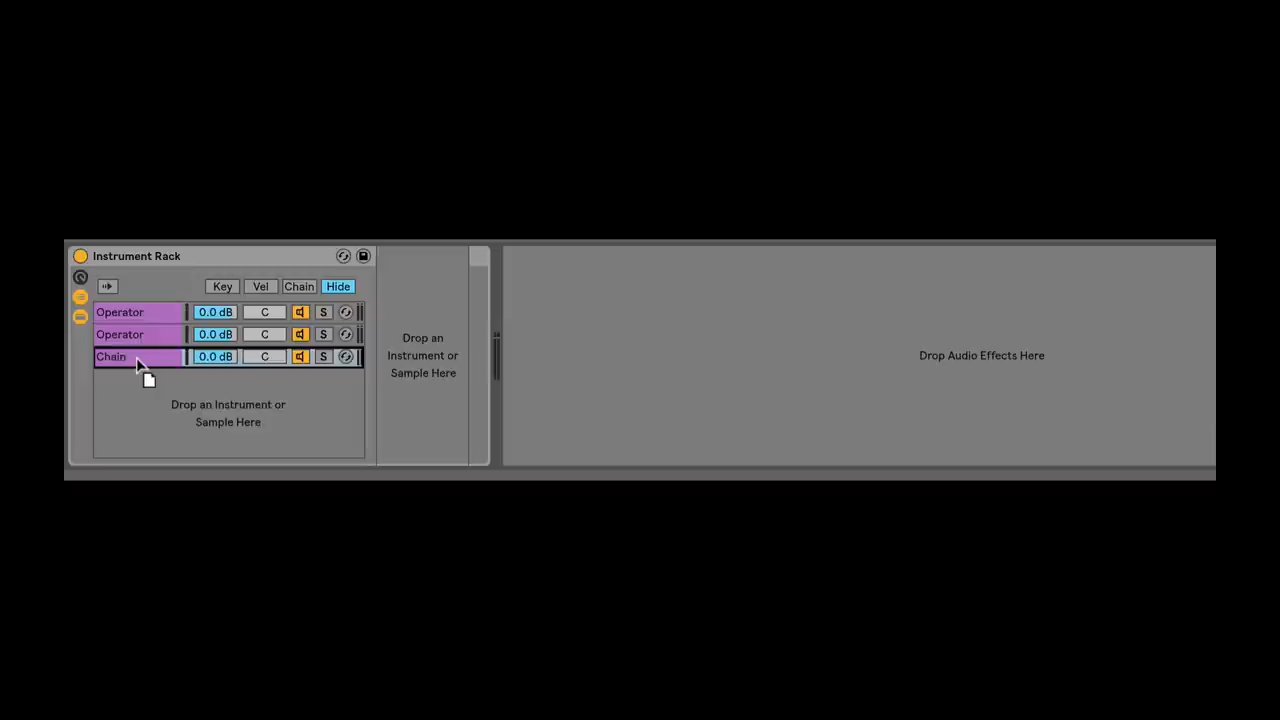 Instrument Rack
Key Vel Chain Hide
Operator 0.0 dB C S
Operator 0.0 dB C S
Chain 0.0 dB C S
Drop an Instrument or
Sample Here
Drop an
Instrument or
Sample Here
Drop Audio Effects Here